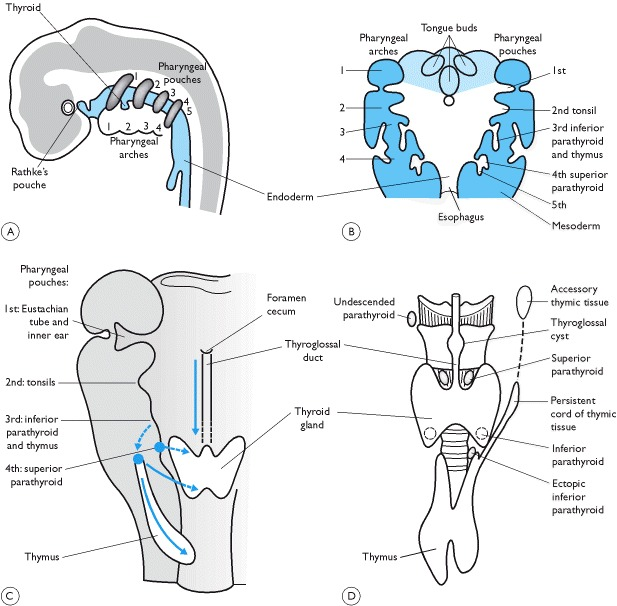 Thyroid
Pharyngeal
pouches
1
2
3
4
5
1
2
3
4
Pharyngeal
arches
Rathke's
pouche
Endoderm
A
Pharyngeal
arches
Tongue buds
Pharyngeal
pouches
1
2
3
4
1st
2nd tonsil
3rd inferior
parathyroid
and thymus
4th superior
parathyroid
5th
Esophagus
Mesoderm
B
Pharyngeal
pouches:
1st: Eustachian
tube and
inner ear
2nd: tonsils
3rd: inferior
parathyroid
and thymus
4th: superior
parathyroid
Thymus
Foramen
cecum
Thyroglossal
duct
Thyroid
gland
C
Undescended
parathyroid
Accessory
thymic tissue
Thyroglossal
cyst
Superior
parathyroid
Persistent
cord of thymic
tissue
Inferior
parathyroid
Ectopic
inferior
parathyroid
Thymus
D